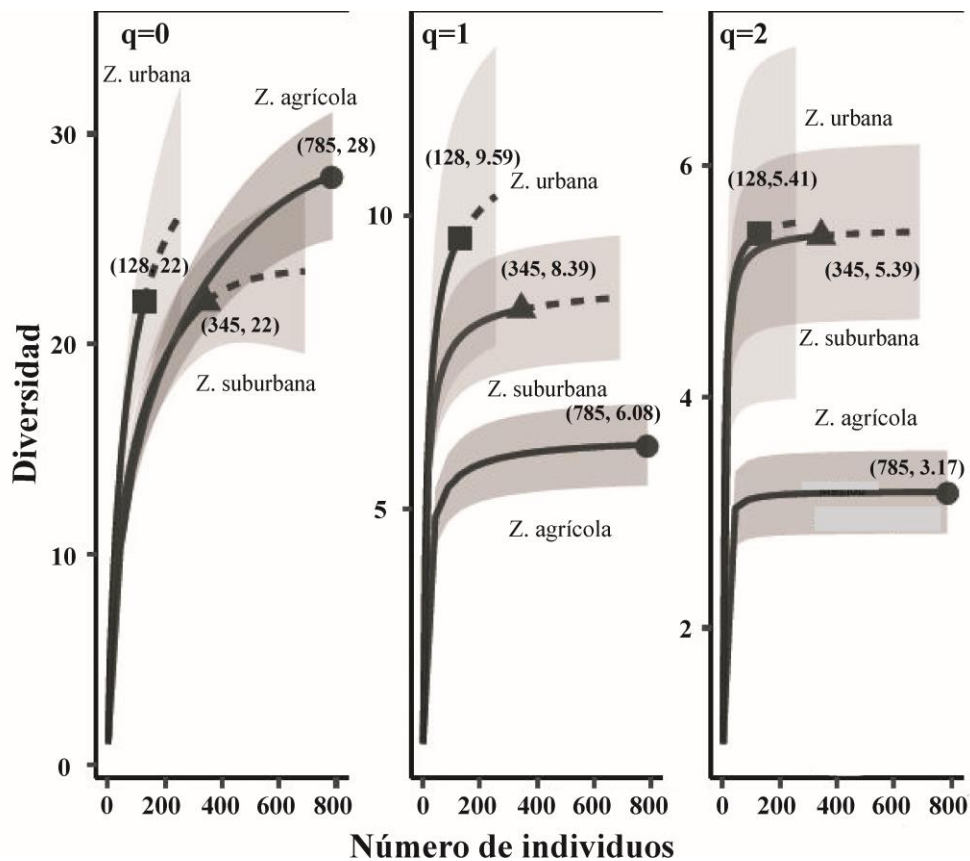 q=0
Z. urbana
Z. agrícola
(785, 28)
(128, 22)
(345, 22)
Z. suburbana
30
20
10
0
0 200 400 600 800
q=1
(128, 9.59)
Z. urbana
(345, 8.39)
Z. suburbana
(785, 6.08)
Z. agrícola
10
5
0 200 400 600 800
q=2
Z. urbana
(128,5.41)
(345, 5.39)
Z. suburbana
Z. agrícola
(785, 3.17)
6
4
2
0 200 400 600 800
Diversidad
Número de individuos